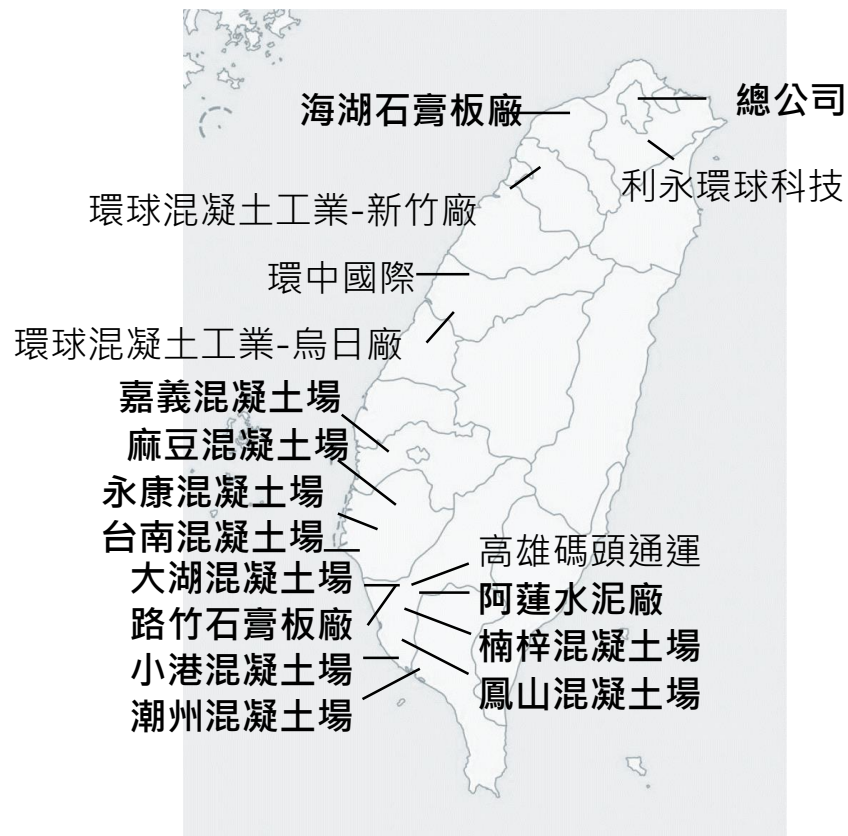 總公司
海湖石膏板廠
利永環球科技
環球混凝土工業-新竹廠
環中國際
環球混凝土工業-烏日廠
嘉義混凝土場
麻豆混凝土場
永康混凝土場
台南混凝土場
大湖混凝土場
路竹石膏板廠
小港混凝土場
潮州混凝土場
高雄碼頭通運
阿蓮水泥廠
楠梓混凝土場
鳳山混凝土場